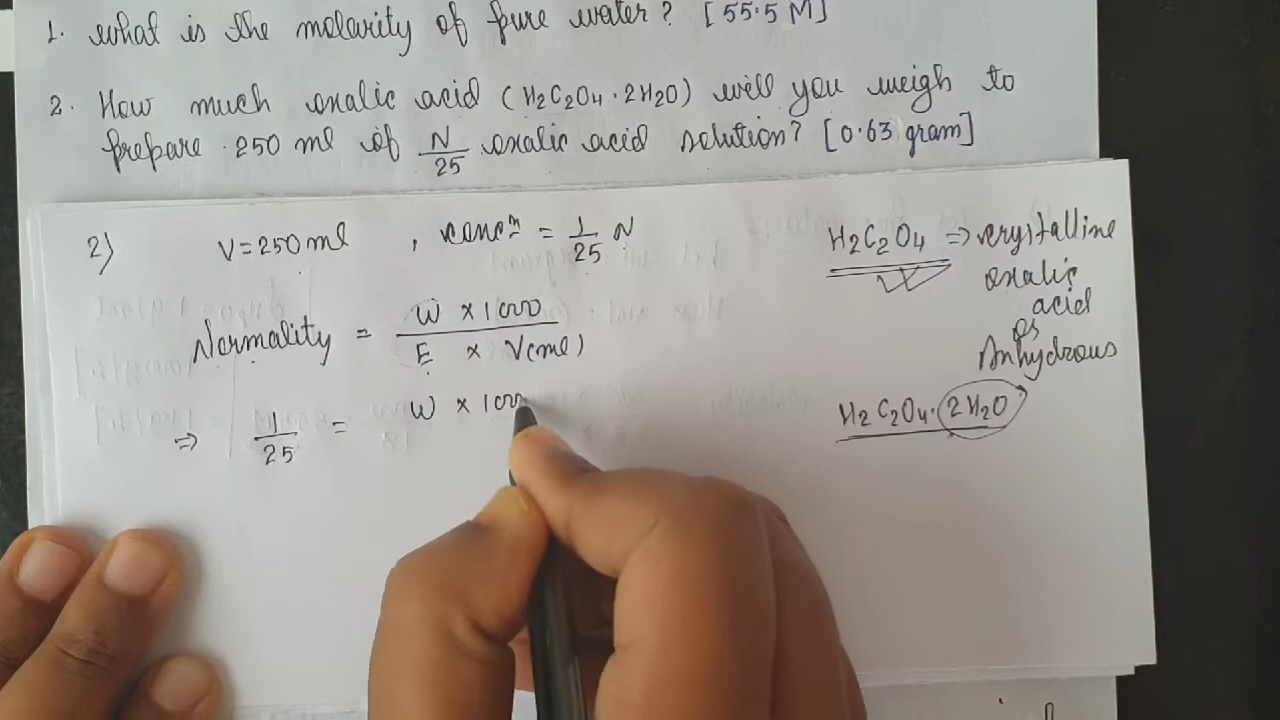 1. What is the molarity of pure water? [55.5 M]
2. How much oxalic acid (H2C2O4·2H2O) will you weigh to
prepare 250 ml of N/25 oxalic acid solution? [0.63 gram]
2) V=250 ml, concn = 1/25 N
Normality = W × 1000 / E × V(ml)
⇒ 1/25 = W × 1000
H2C2O4 ⇒ crystalline
oxalic
acid
Anhydrous
H2C2O4·2H2O